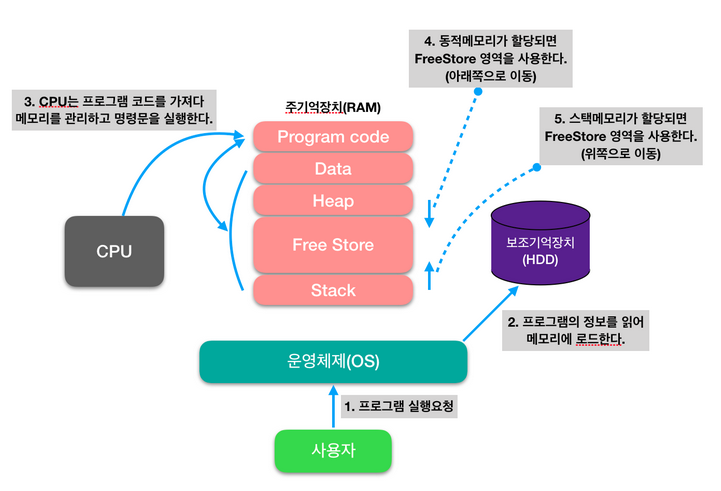 4. 동적메모리가 할당되면
FreeStore 영역을 사용한다.
(아래쪽으로 이동)
3. CPU는 프로그램 코드를 가져다
메모리를 관리하고 명령문을 실행한다.
주기억장치(RAM)
5. 스택메모리가 할당되면
FreeStore 영역을 사용한다.
(위쪽으로 이동)
Program code
Data
Heap
Free Store
Stack
CPU
보조기억장치
(HDD)
2. 프로그램의 정보를 읽어
메모리에 로드한다.
운영체제(OS)
1. 프로그램 실행요청
사용자